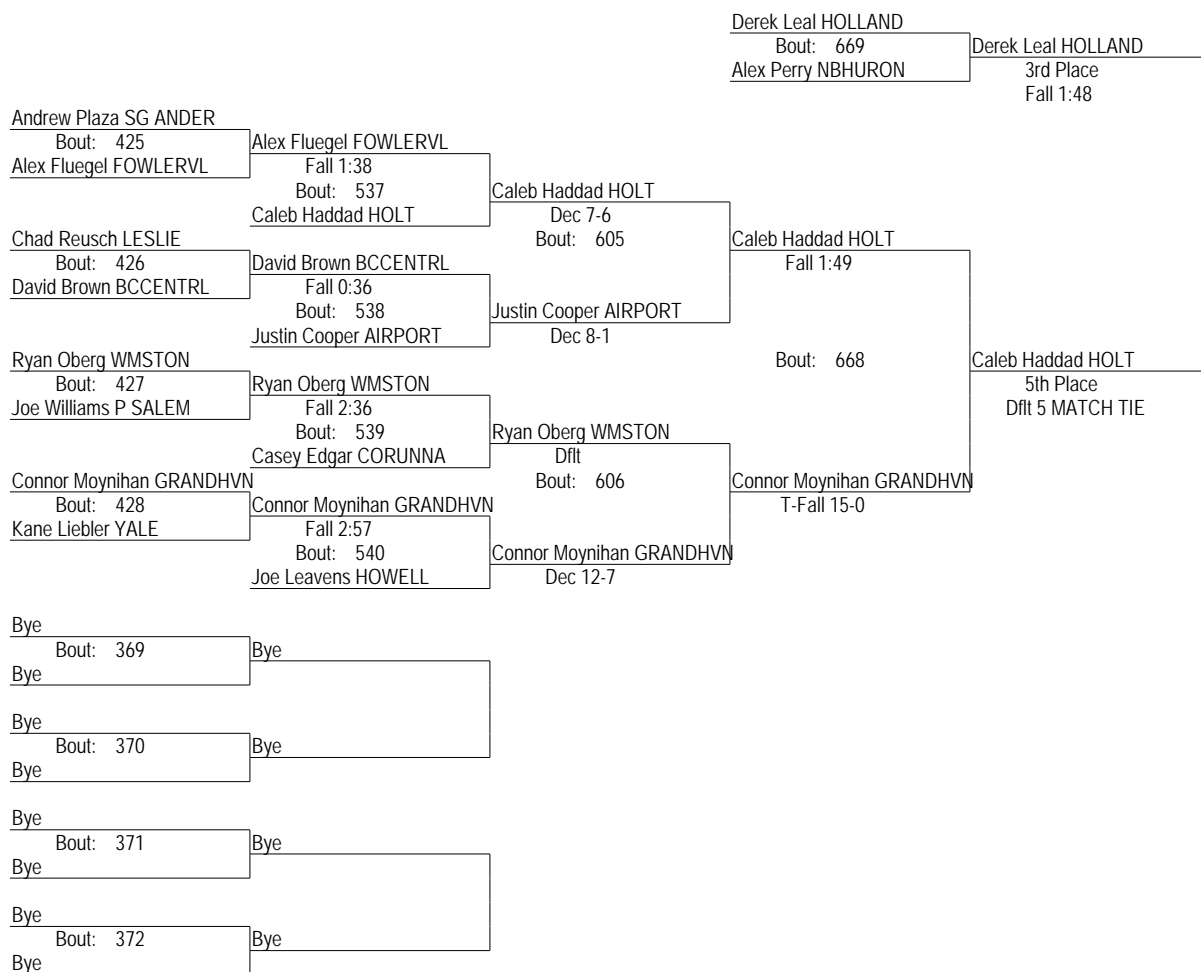 Derek Leal HOLLAND
Bout: 669
Derek Leal HOLLAND
Alex Perry NBHURON
3rd Place
Fall 1:48
Andrew Plaza SG ANDER
Bout: 425
Alex Fluegel FOWLERVL
Alex Fluegel FOWLERVL
Fall 1:38
Bout: 537
Caleb Haddad HOLT
Caleb Haddad HOLT
Dec 7-6
Bout: 605
Chad Reusch LESLIE
Bout: 426
David Brown BCCENTRL
David Brown BCCENTRL
Fall 0:36
Bout: 538
Justin Cooper AIRPORT
Justin Cooper AIRPORT
Dec 8-1
Caleb Haddad HOLT
Fall 1:49
Ryan Oberg WMSTON
Bout: 427
Joe Williams P SALEM
Ryan Oberg WMSTON
Fall 2:36
Bout: 539
Casey Edgar CORUNNA
Ryan Oberg WMSTON
Dflt
Bout: 606
Bout: 668
Caleb Haddad HOLT
5th Place
Dflt 5 MATCH TIE
Connor Moynihan GRANDHVN
Bout: 428
Kane Liebler YALE
Connor Moynihan GRANDHVN
Fall 2:57
Bout: 540
Joe Leavens HOWELL
Connor Moynihan GRANDHVN
Dec 12-7
Connor Moynihan GRANDHVN
T-Fall 15-0
Bye
Bout: 369
Bye
Bye
Bye
Bout: 370
Bye
Bye
Bye
Bout: 371
Bye
Bye
Bye
Bout: 372
Bye
Bye